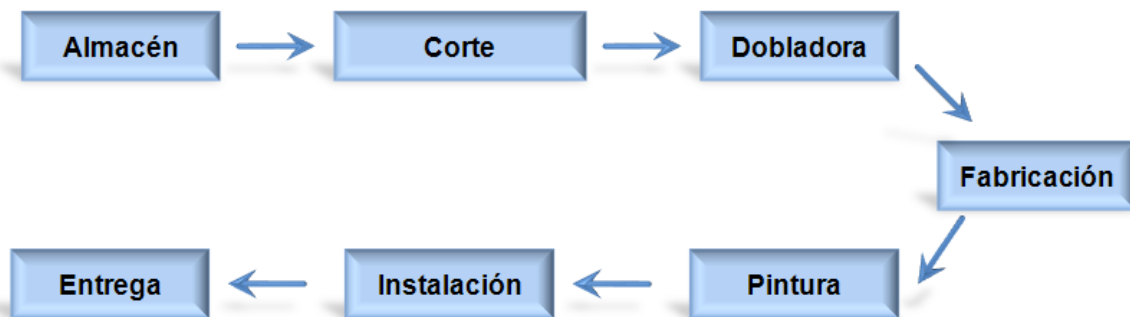 Almacén
Corte
Dobladora
Fabricación
Pintura
Instalación
Entrega